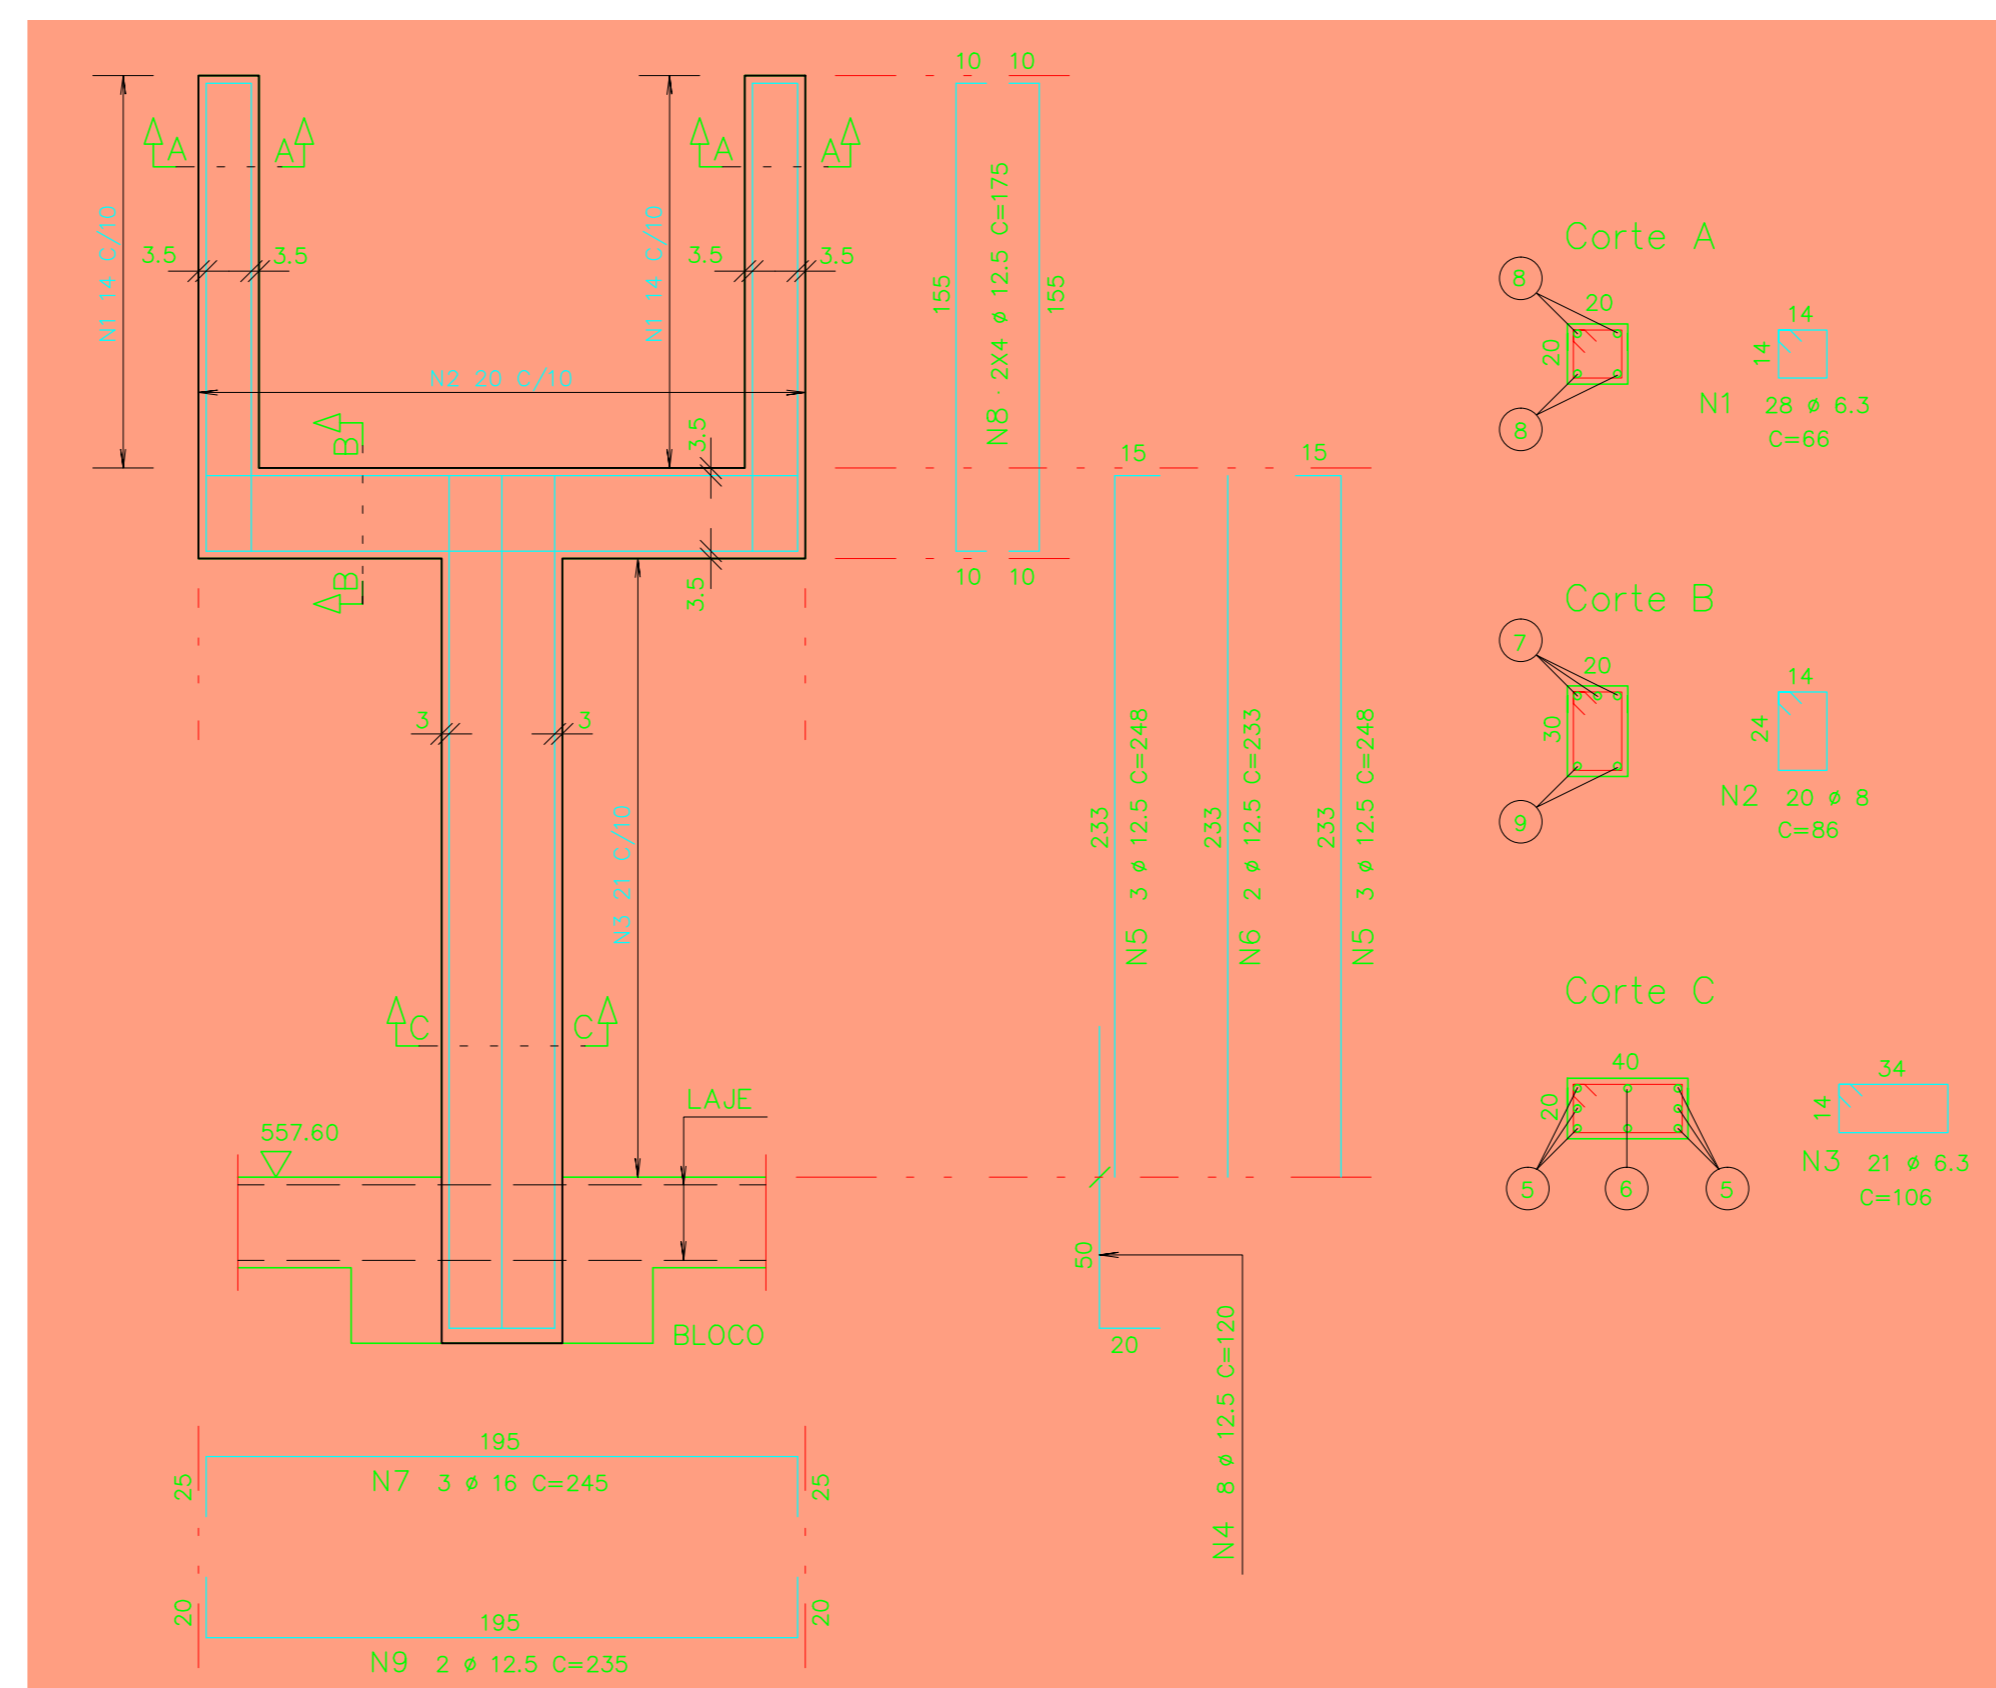 10 10
A A A A
N1 14 C/10
N1 14 C/10
3.5 3.5 3.5 3.5
155
N8 2X4 ø 12.5 C=175
155
10 10
N2 20 C/10
B
B
3.5
3.5
15 15
3 3
N3 21 C/10
233
N5 3 ø 12.5 C=248
233
N6 2 ø 12.5 C=233
233
N5 3 ø 12.5 C=248
C C
LAJE
557.60
BLOCO
50
20
N4 8 ø 12.5 C=120
195
25 25
N7 3 ø 16 C=245
20 20
195
N9 2 ø 12.5 C=235
Corte A
8
20
20
8
14
14
N1 28 ø 6.3
C=66
Corte B
7
20
30
9
14
24
N2 20 ø 8
C=86
Corte C
40
20
5 6 5
34
14
N3 21 ø 6.3
C=106